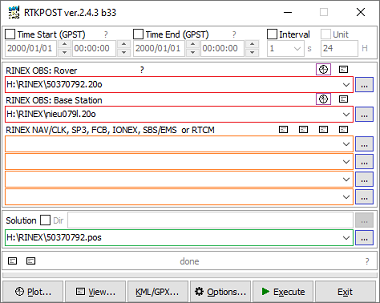 RTKPOST ver.2.4.3 b33
Time Start (GPST) ? Time End (GPST) ? Interval Unit
2000/01/01 00:00:00 2000/01/01 00:00:00 1 s 24 H
RINEX OBS: Rover ?
H:\RINEX\50370792.20o ...
RINEX OBS: Base Station
H:\RINEX\nieu079l.20o ...
RINEX NAV/CLK, SP3, FCB, IONEX, SBS/EMS or RTCM
...
...
...
...
Solution Dir ...
H:\RINEX\50370792.pos ...
done ?
Plot... View... KML/GPX... Options... Execute Exit